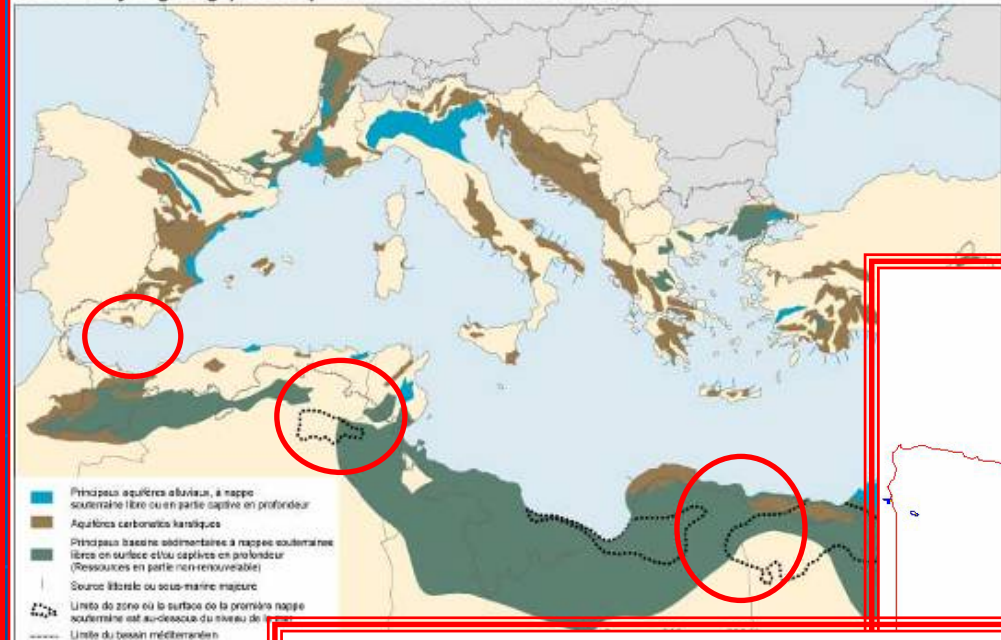 Principaux aquifères alluviaux, à nappe
souterraine libre ou en partie captive en profondeur
Aquifères carbonatés karstiques
Principaux bassins sédimentaires à nappes souterraines
libres en surface et/ou captives en profondeur
(Ressources en partie non-renouvelable)
Source littorale ou sous-marine majeure
Limite de zone où la surface de la première nappe
souterraine est au-dessous du niveau de la mer
Limite du bassin méditerranéen